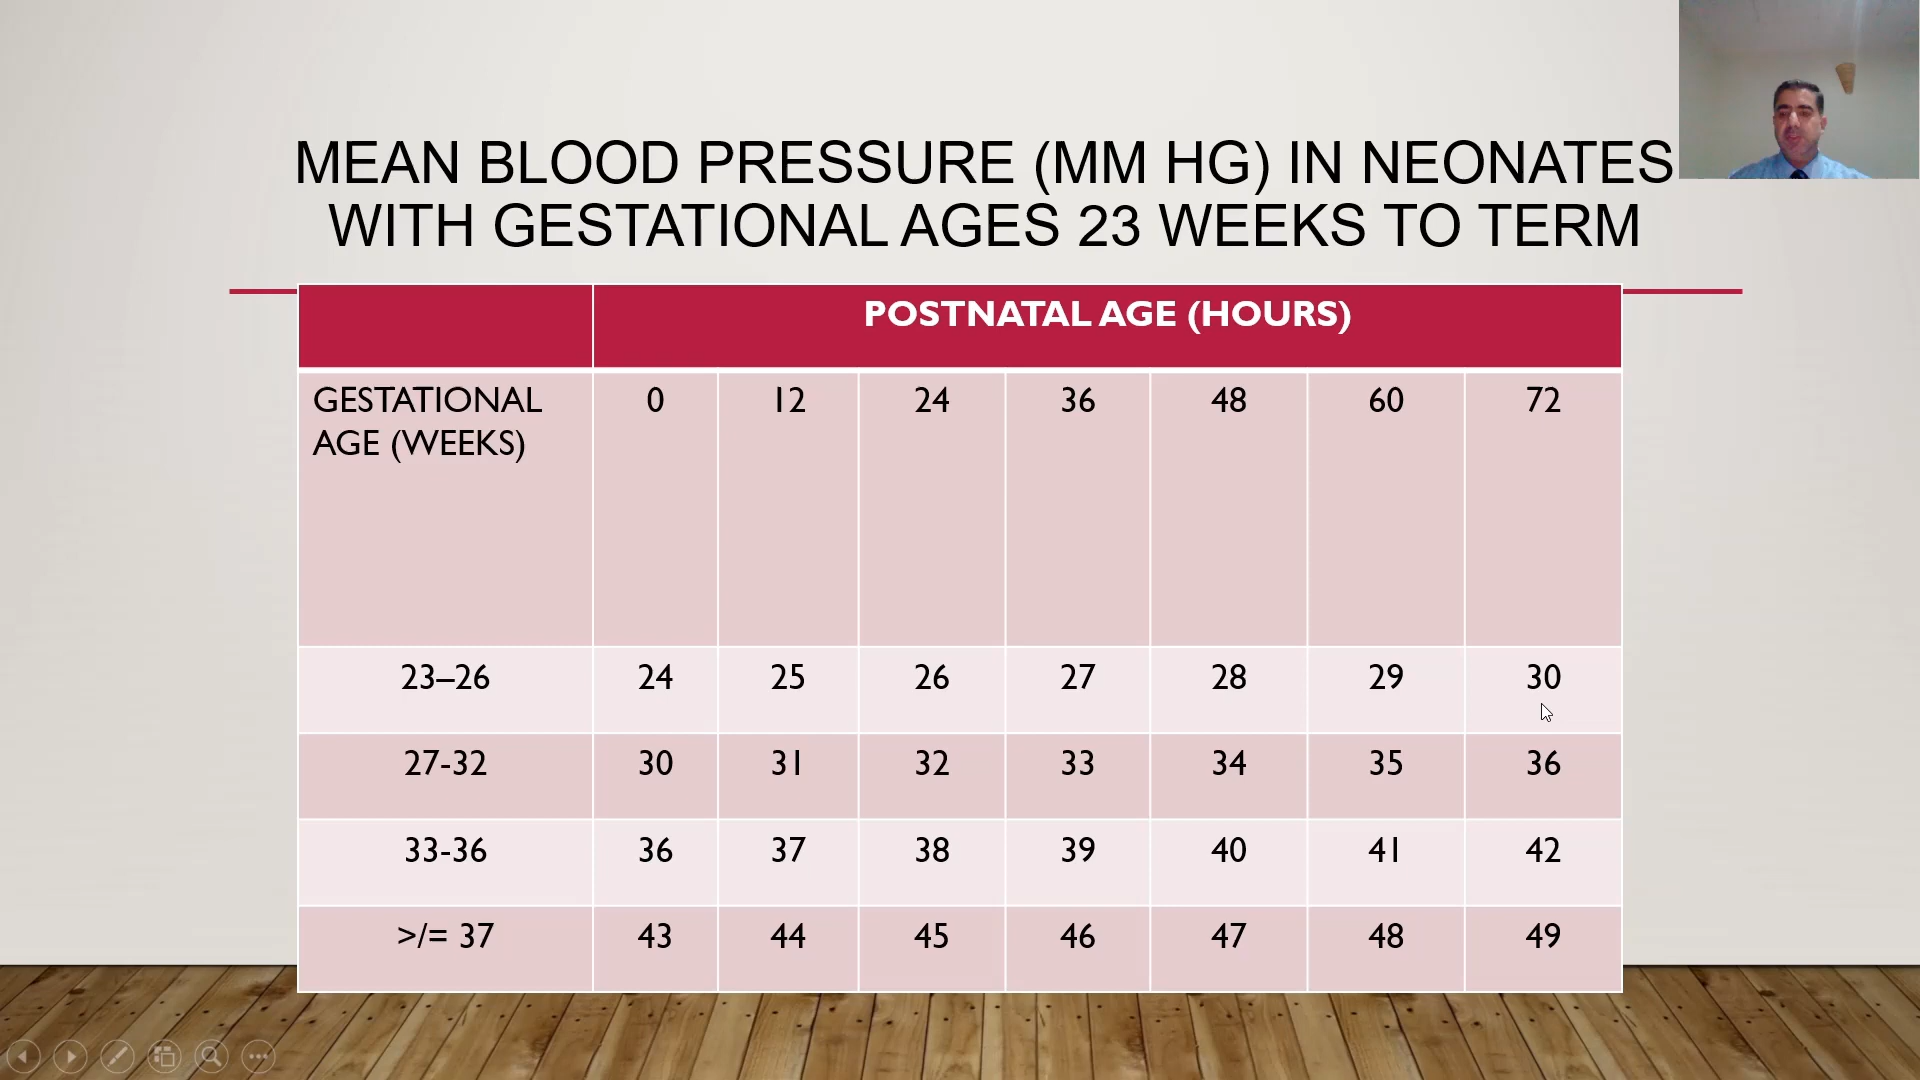 MEAN BLOOD PRESSURE (MM HG) IN NEONATES
WITH GESTATIONAL AGES 23 WEEKS TO TERM
POSTNATAL AGE (HOURS)
GESTATIONAL
AGE (WEEKS)
0 12 24 36 48 60 72
23–26 24 25 26 27 28 29 30
27-32 30 31 32 33 34 35 36
33-36 36 37 38 39 40 41 42
>/= 37 43 44 45 46 47 48 49